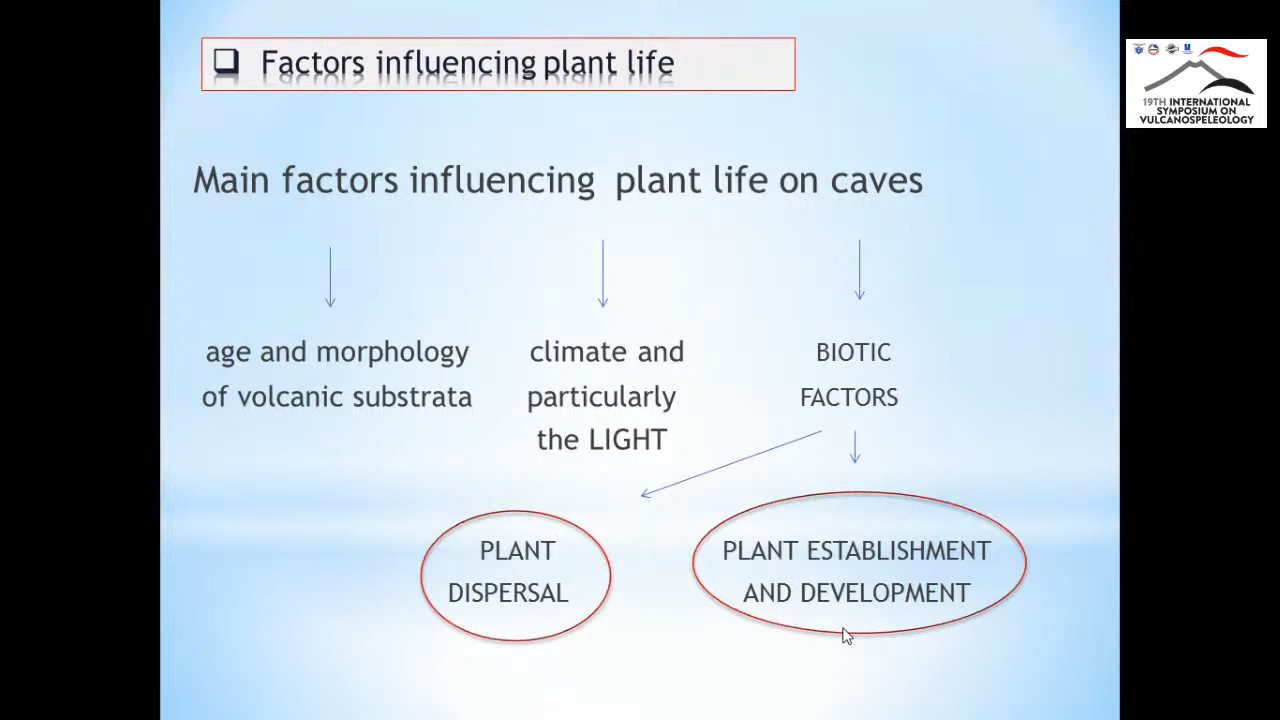 Factors influencing plant life
19TH INTERNATIONAL
SYMPOSIUM ON
VULCANOSPELEOLOGY
Main factors influencing plant life on caves
age and morphology
of volcanic substrata
climate and
particularly
the LIGHT
BIOTIC
FACTORS
PLANT
DISPERSAL
PLANT ESTABLISHMENT
AND DEVELOPMENT